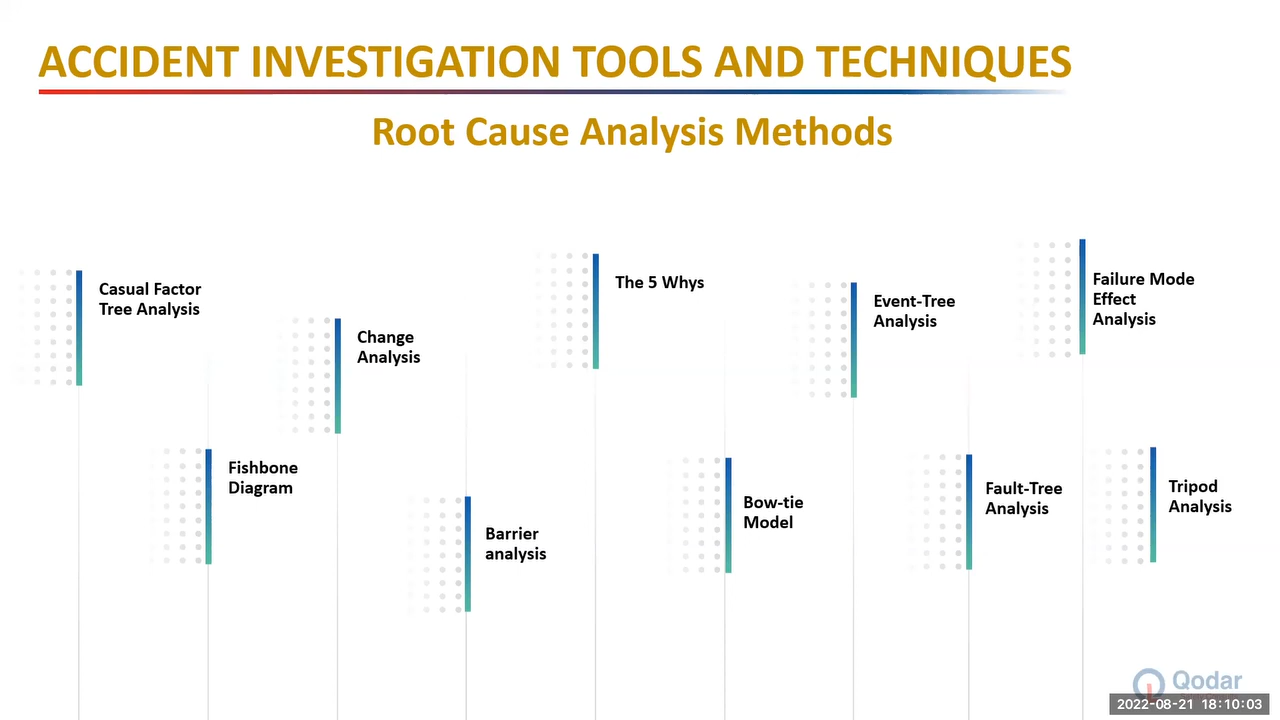 ACCIDENT INVESTIGATION TOOLS AND TECHNIQUES
Root Cause Analysis Methods
Casual Factor
Tree Analysis
Fishbone
Diagram
Change
Analysis
Barrier
analysis
The 5 Whys
Bow-tie
Model
Event-Tree
Analysis
Fault-Tree
Analysis
Failure Mode
Effect
Analysis
Tripod
Analysis
Qodar
2022-08-21 18:10:03